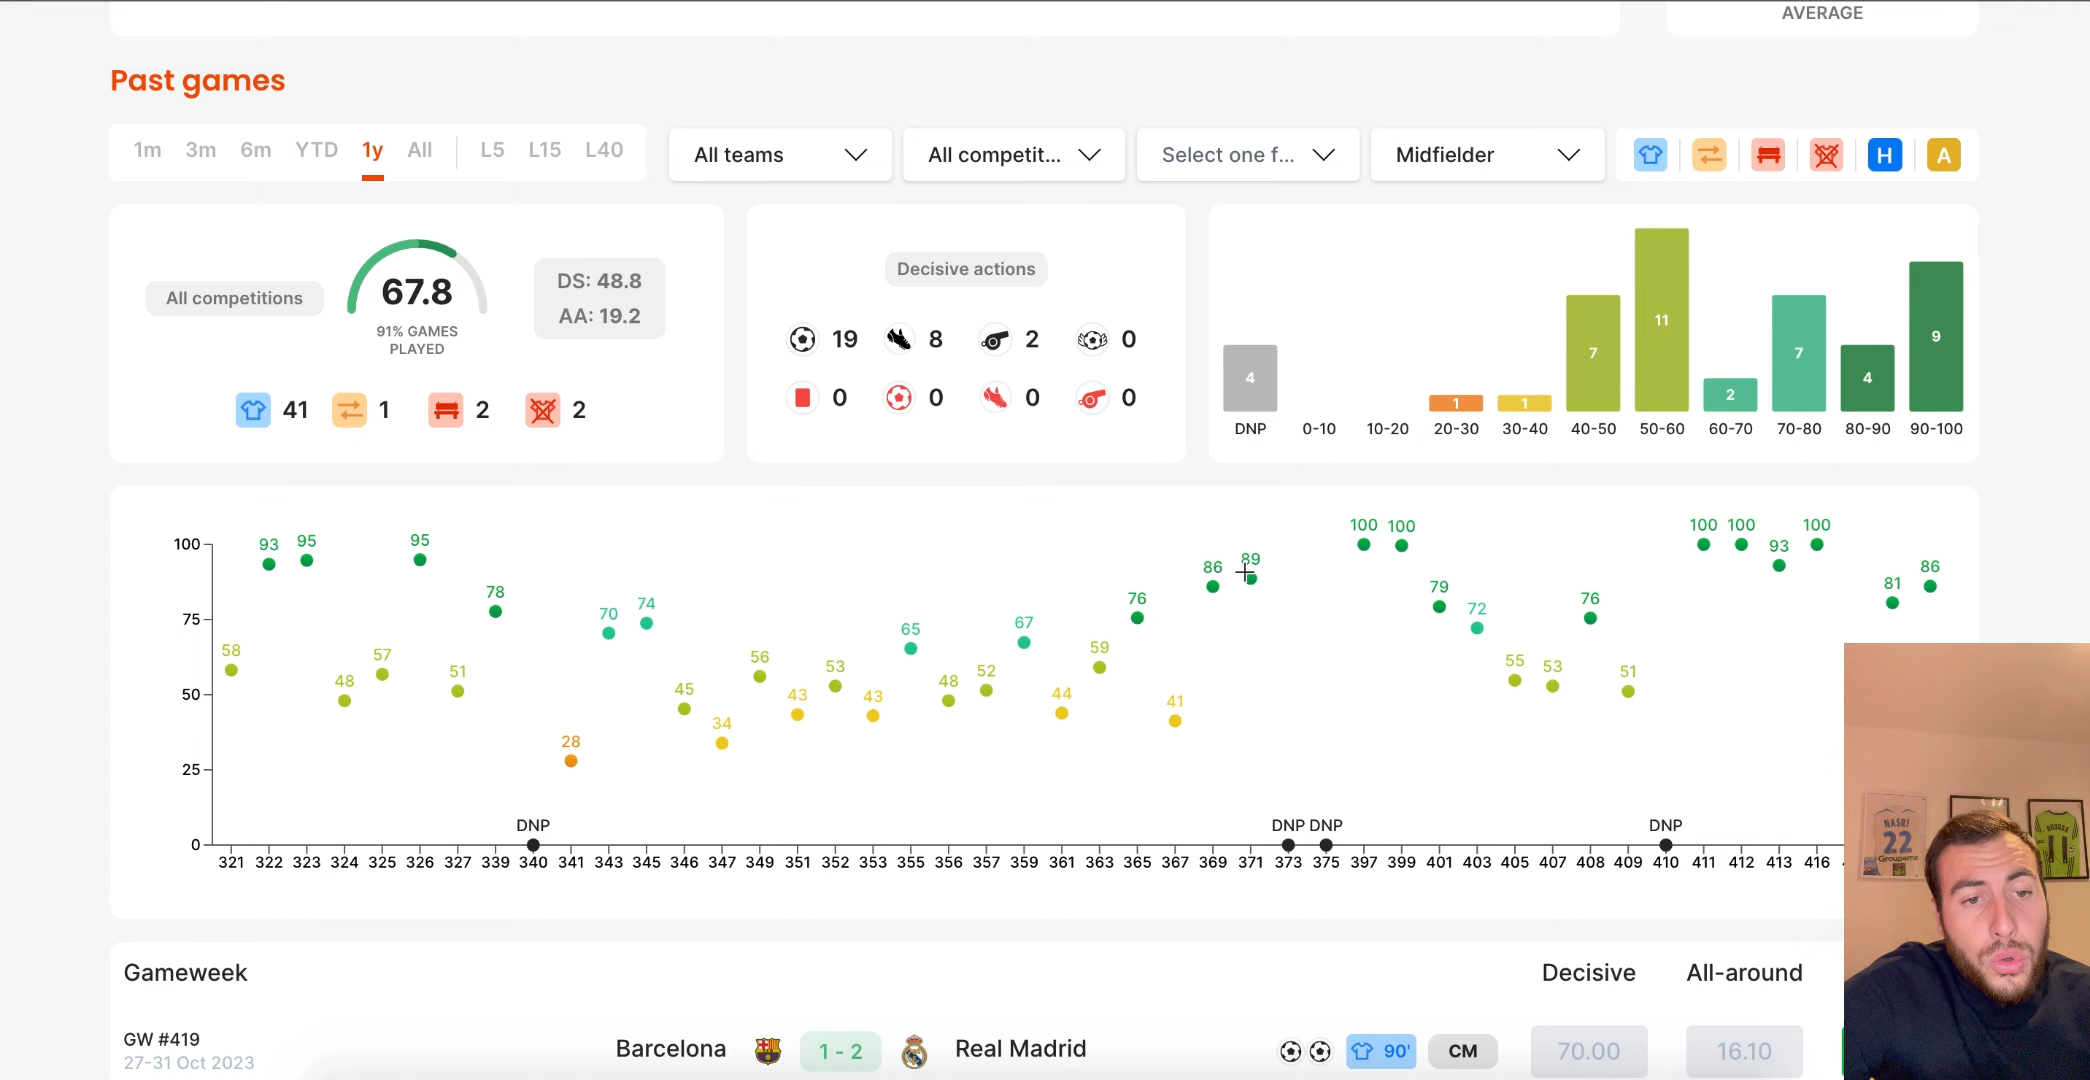 AVERAGE
Past games
1m 3m 6m YTD 1y All L5 L15 L40
All teams
All competit...
Select one f...
Midfielder
H
A
All competitions
67.8
91% GAMES
PLAYED
DS: 48.8
AA: 19.2
41 1 2 2
Decisive actions
19 8 2 0
0 0 0 0
4 1 1 7 11 2 7 4 9
DNP 0-10 10-20 20-30 30-40 40-50 50-60 60-70 70-80 80-90 90-100
100
75
50
25
0
58 93 95 48 57 95 51 78 DNP 28 70 74 45 34 56 43 53 43 65 48 52 67 44 59 76 41 86 89 DNP DNP 100 100 79 72 55 53 76 51 DNP 100 100 93 100 81 86
321 322 323 324 325 326 327 339 340 341 343 345 346 347 349 351 352 353 355 356 357 359 361 363 365 367 369 371 373 375 397 399 401 403 405 407 408 409 410 411 412 413 416
NASRI
22
Groupama
Gameweek
Decisive
All-around
GW #419
27-31 Oct 2023
Barcelona
1 - 2
Real Madrid
90'
CM
70.00
16.10